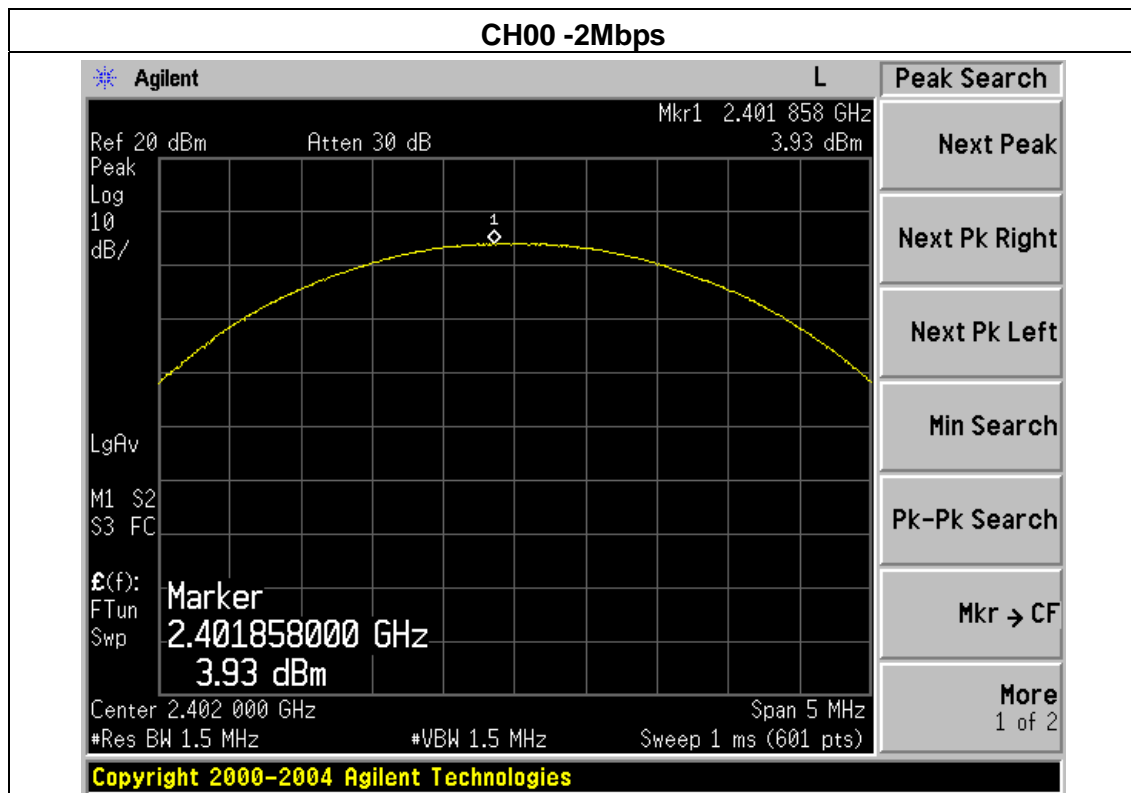 CH00 -2Mbps
Agilent L Peak Search
Mkr1 2.401 858 GHz
Ref 20 dBm Atten 30 dB 3.93 dBm
Peak
Log
10
dB/
1
LgAv
M1 S2
S3 FC
£(f):
FTun
Swp
Marker
2.401858000 GHz
3.93 dBm
Center 2.402 000 GHz Span 5 MHz
#Res BW 1.5 MHz #VBW 1.5 MHz Sweep 1 ms (601 pts)
Copyright 2000-2004 Agilent Technologies
Next Peak
Next Pk Right
Next Pk Left
Min Search
Pk-Pk Search
Mkr → CF
More
1 of 2